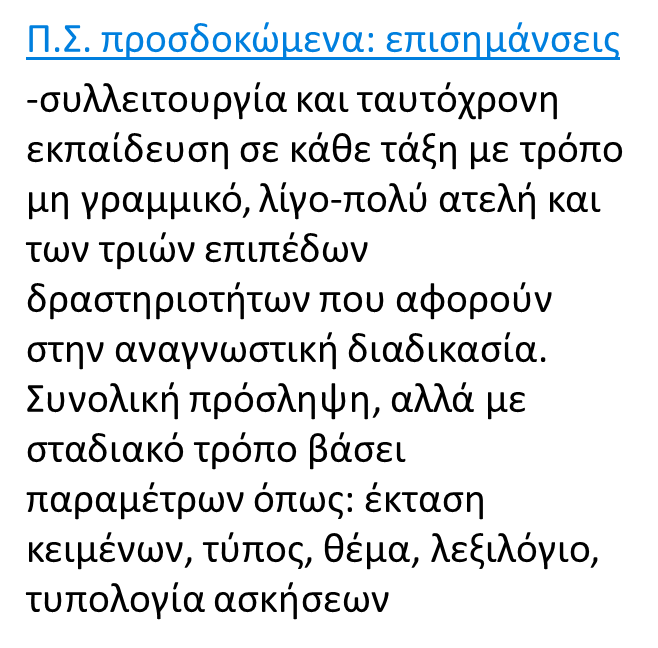 Π.Σ. προσδοκώμενα: επισημάνσεις
-συλλειτουργία και ταυτόχρονη
εκπαίδευση σε κάθε τάξη με τρόπο
μη γραμμικό, λίγο-πολύ ατελή και
των τριών επιπέδων
δραστηριοτήτων που αφορούν
στην αναγνωστική διαδικασία.
Συνολική πρόσληψη, αλλά με
σταδιακό τρόπο βάσει
παραμέτρων όπως: έκταση
κειμένων, τύπος, θέμα, λεξιλόγιο,
τυπολογία ασκήσεων